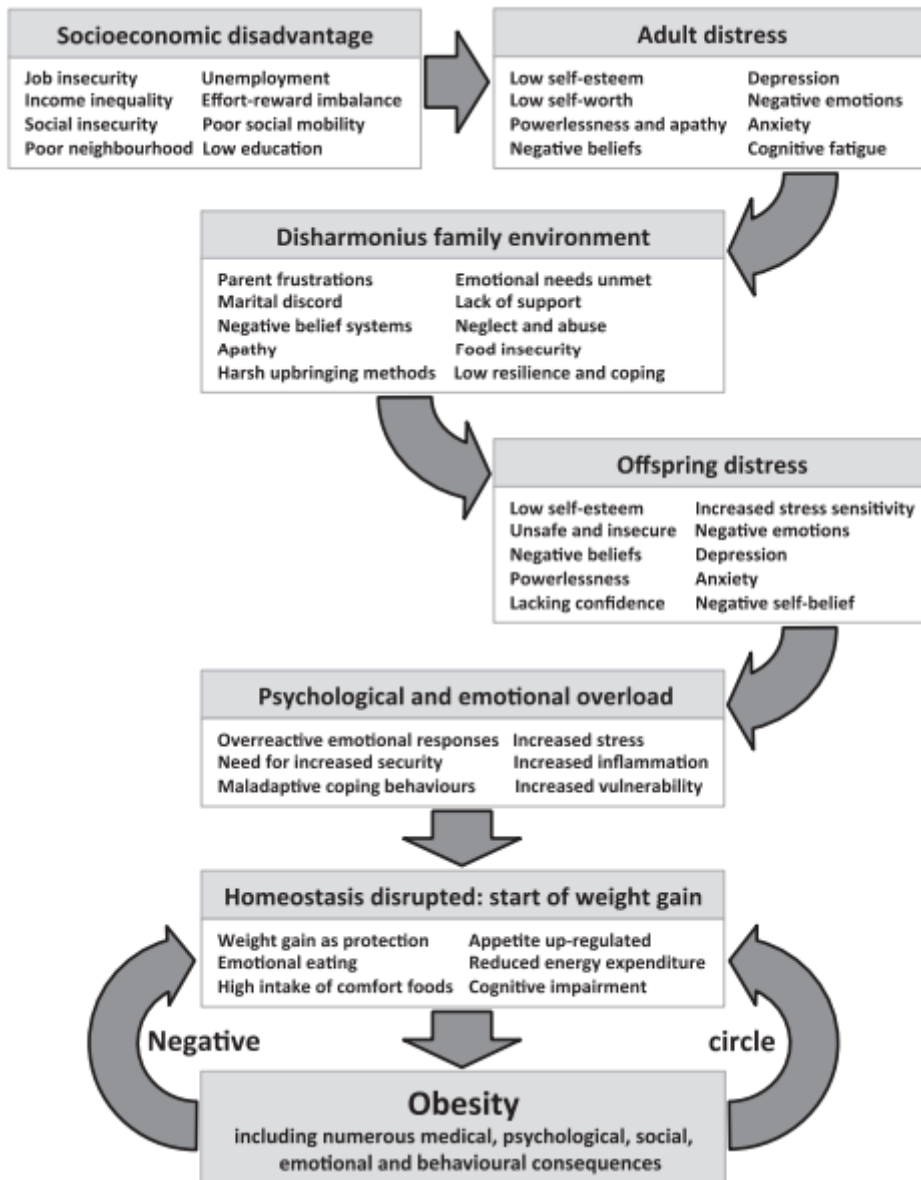 Socioeconomic disadvantage
Job insecurity Unemployment
Income inequality Effort-reward imbalance
Social insecurity Poor social mobility
Poor neighbourhood Low education
Adult distress
Low self-esteem Depression
Low self-worth Negative emotions
Powerlessness and apathy Anxiety
Negative beliefs Cognitive fatigue
Disharmonius family environment
Parent frustrations Emotional needs unmet
Marital discord Lack of support
Negative belief systems Neglect and abuse
Apathy Food insecurity
Harsh upbringing methods Low resilience and coping
Offspring distress
Low self-esteem Increased stress sensitivity
Unsafe and insecure Negative emotions
Negative beliefs Depression
Powerlessness Anxiety
Lacking confidence Negative self-belief
Psychological and emotional overload
Overreactive emotional responses Increased stress
Need for increased security Increased inflammation
Maladaptive coping behaviours Increased vulnerability
Homeostasis disrupted: start of weight gain
Weight gain as protection Appetite up-regulated
Emotional eating Reduced energy expenditure
High intake of comfort foods Cognitive impairment
Negative circle
Obesity
including numerous medical, psychological, social,
emotional and behavioural consequences